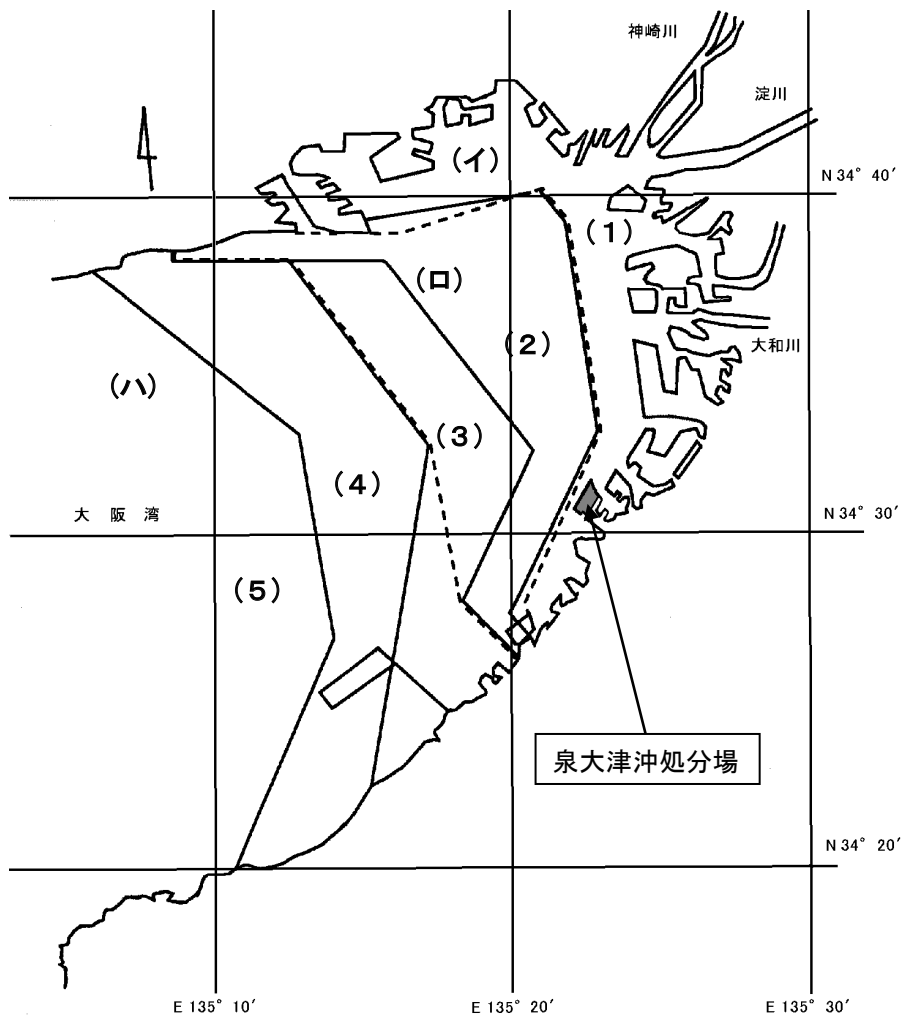 神崎川
淀川
(イ)
N 34° 40′
(1)
(ロ)
(2)
大和川
(ハ)
(3)
(4)
大阪湾
N 34° 30′
(5)
泉大津沖処分場
N 34° 20′
E 135° 10′
E 135° 20′
E 135° 30′